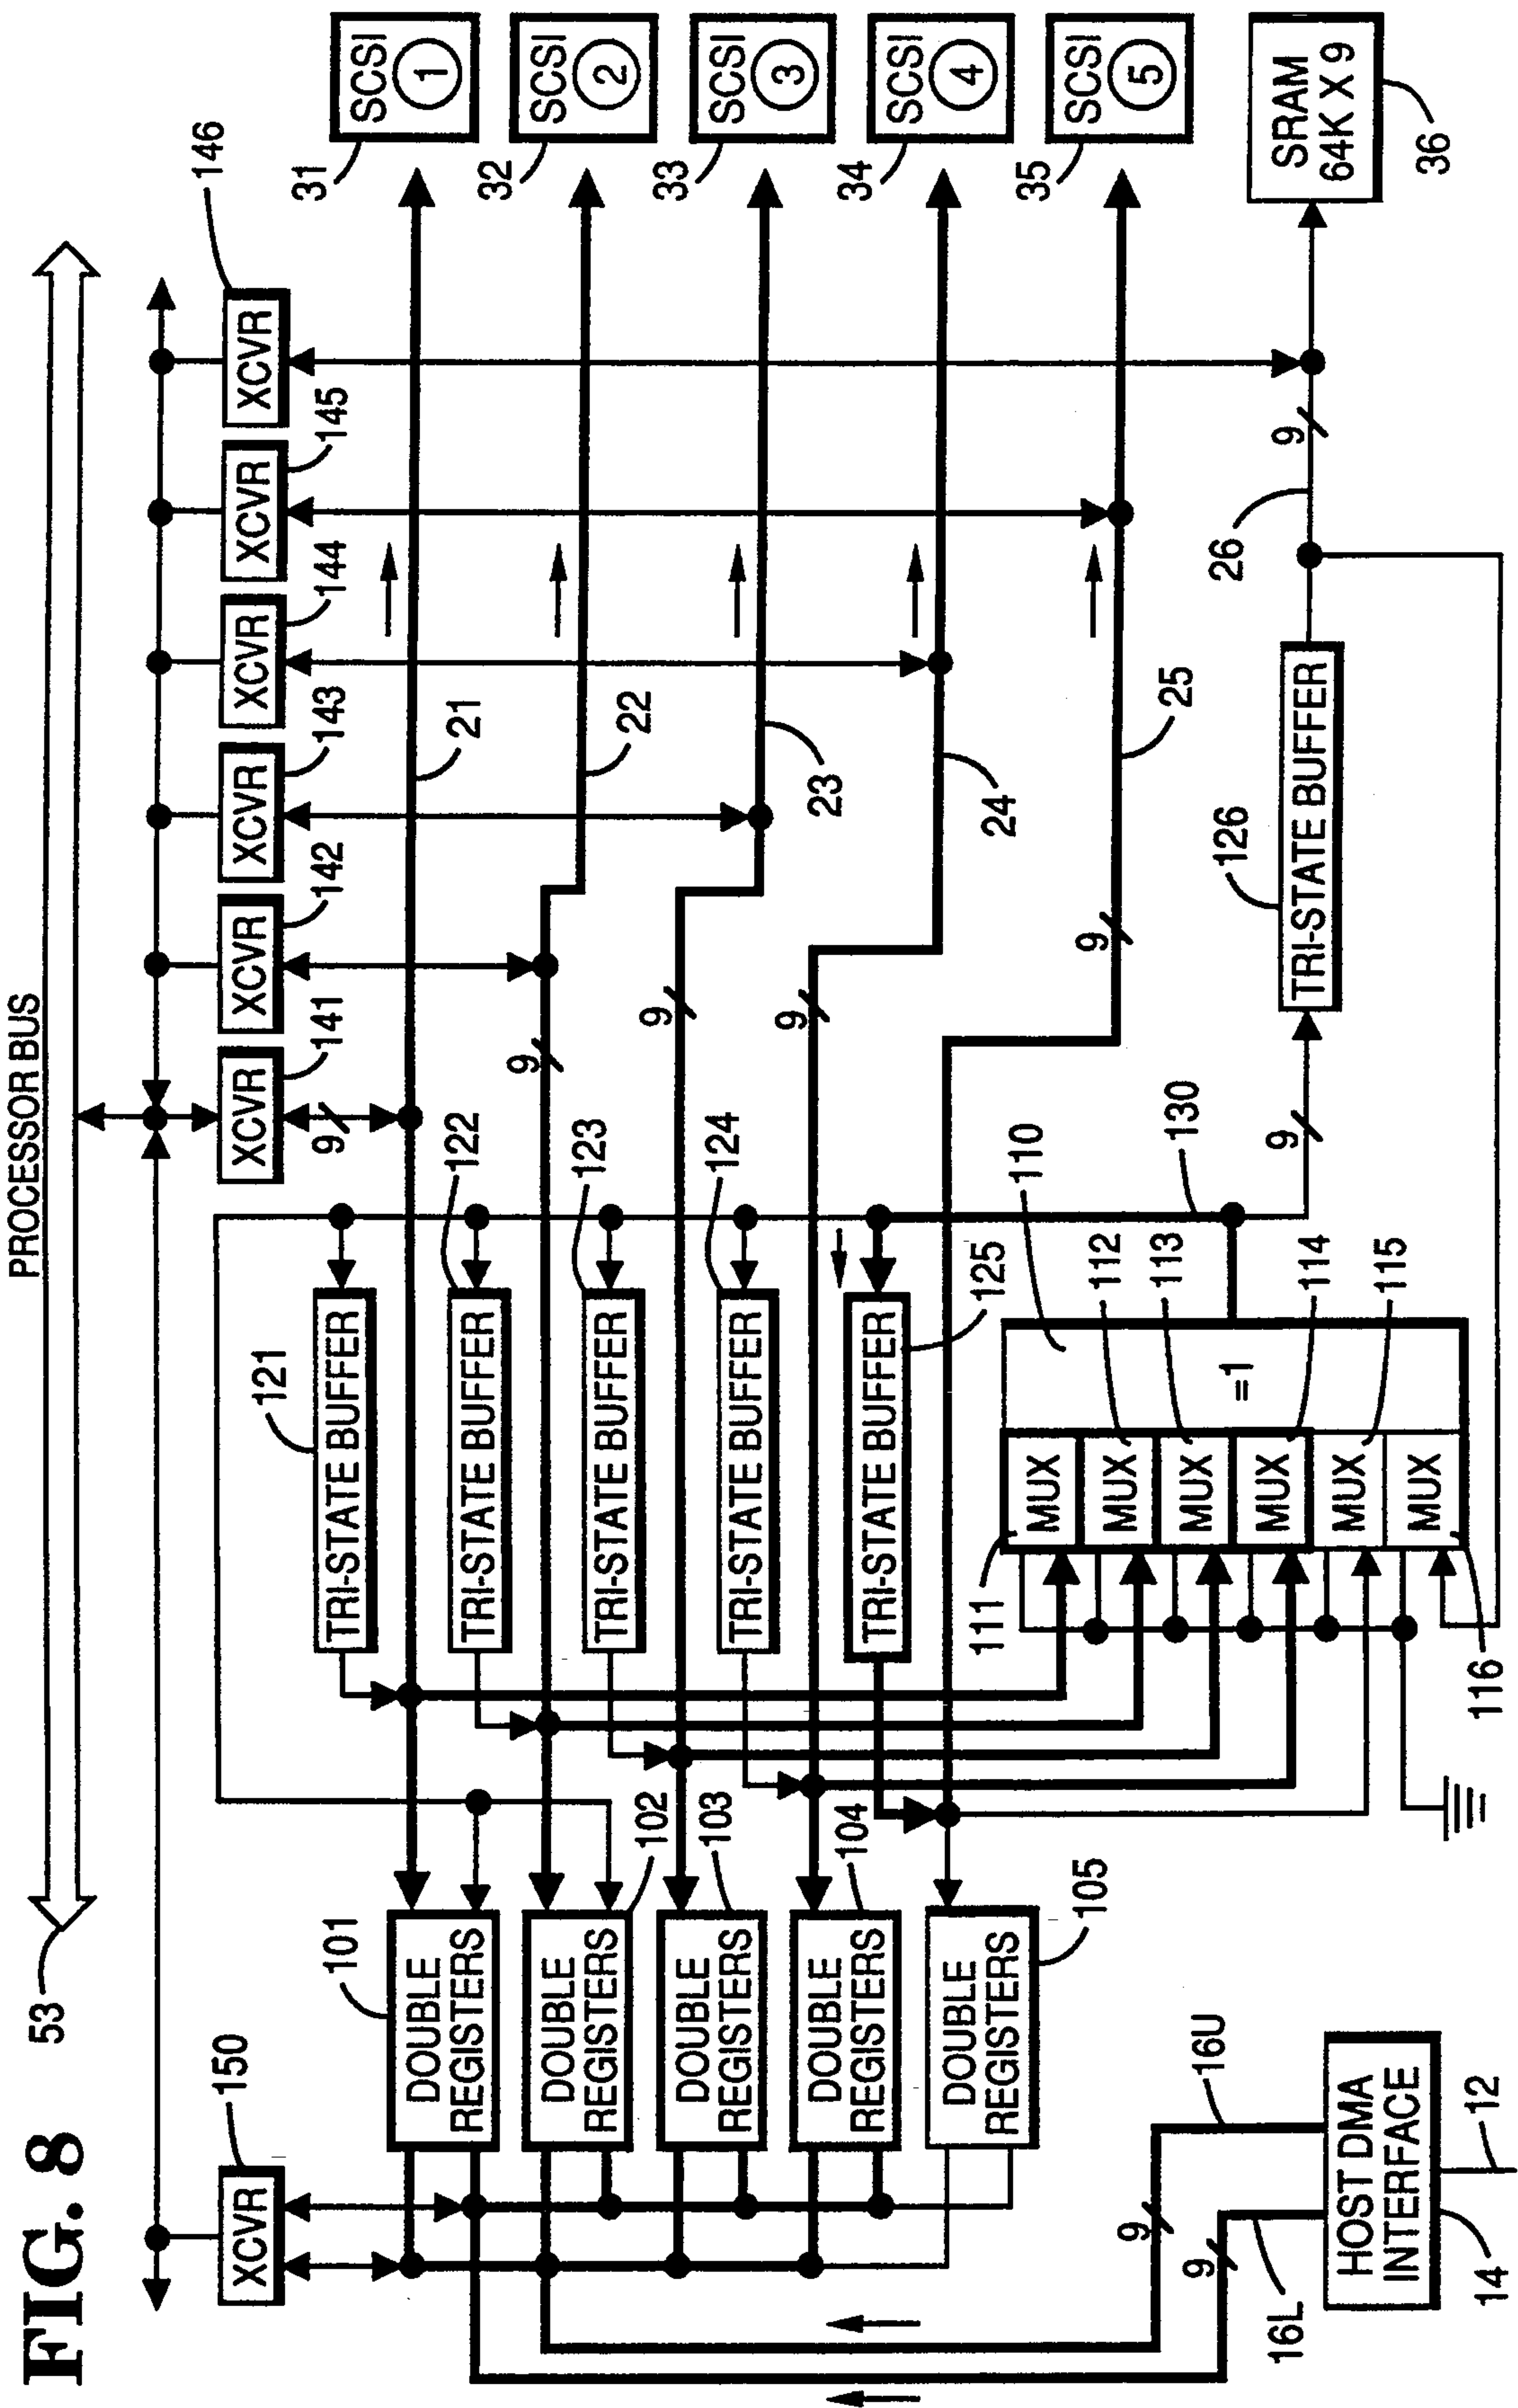 FIG. 8
53
PROCESSOR BUS
150
XCVR
XCVR
141
XCVR
142
XCVR
143
XCVR
144
XCVR
145
XCVR
146
9
101
DOUBLE
REGISTERS
121
TRI-STATE BUFFER
21
31
SCSI
1
102
DOUBLE
REGISTERS
122
TRI-STATE BUFFER
9
22
32
SCSI
2
103
DOUBLE
REGISTERS
123
TRI-STATE BUFFER
9
23
33
SCSI
3
104
DOUBLE
REGISTERS
124
TRI-STATE BUFFER
9
24
34
SCSI
4
105
DOUBLE
REGISTERS
125
TRI-STATE BUFFER
9
25
35
SCSI
5
111
MUX
MUX
MUX
MUX
MUX
MUX
=1
110
112
113
114
115
116
130
9
126
TRI-STATE BUFFER
26
9
SRAM
64K X 9
36
16U
9
16L
9
HOST DMA
INTERFACE
14
12